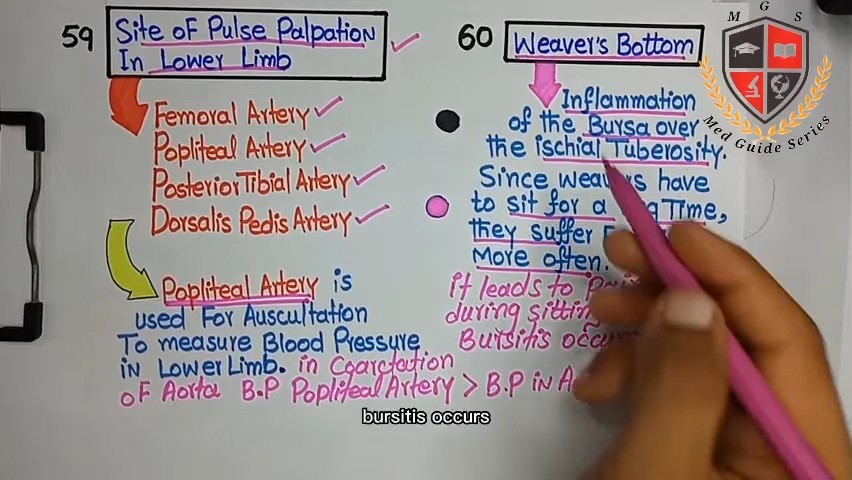 59
Site of Pulse Palpation
In Lower Limb
Femoral Artery
Popliteal Artery
Posterior Tibial Artery
Dorsalis Pedis Artery
Popliteal Artery is
used For Auscultation
To measure Blood Pressure
in Lower Limb. in Coarctation
of Aorta B.P Popliteal Artery > B.P in
60
Weaver's Bottom
Inflammation
of the Bursa over
the ischial Tuberosity.
Since weavers have
to sit for a Time,
they suffer
more often.
it leads to
during sitting
Bursitis
M G S
Med Guide Series
bursitis occurs